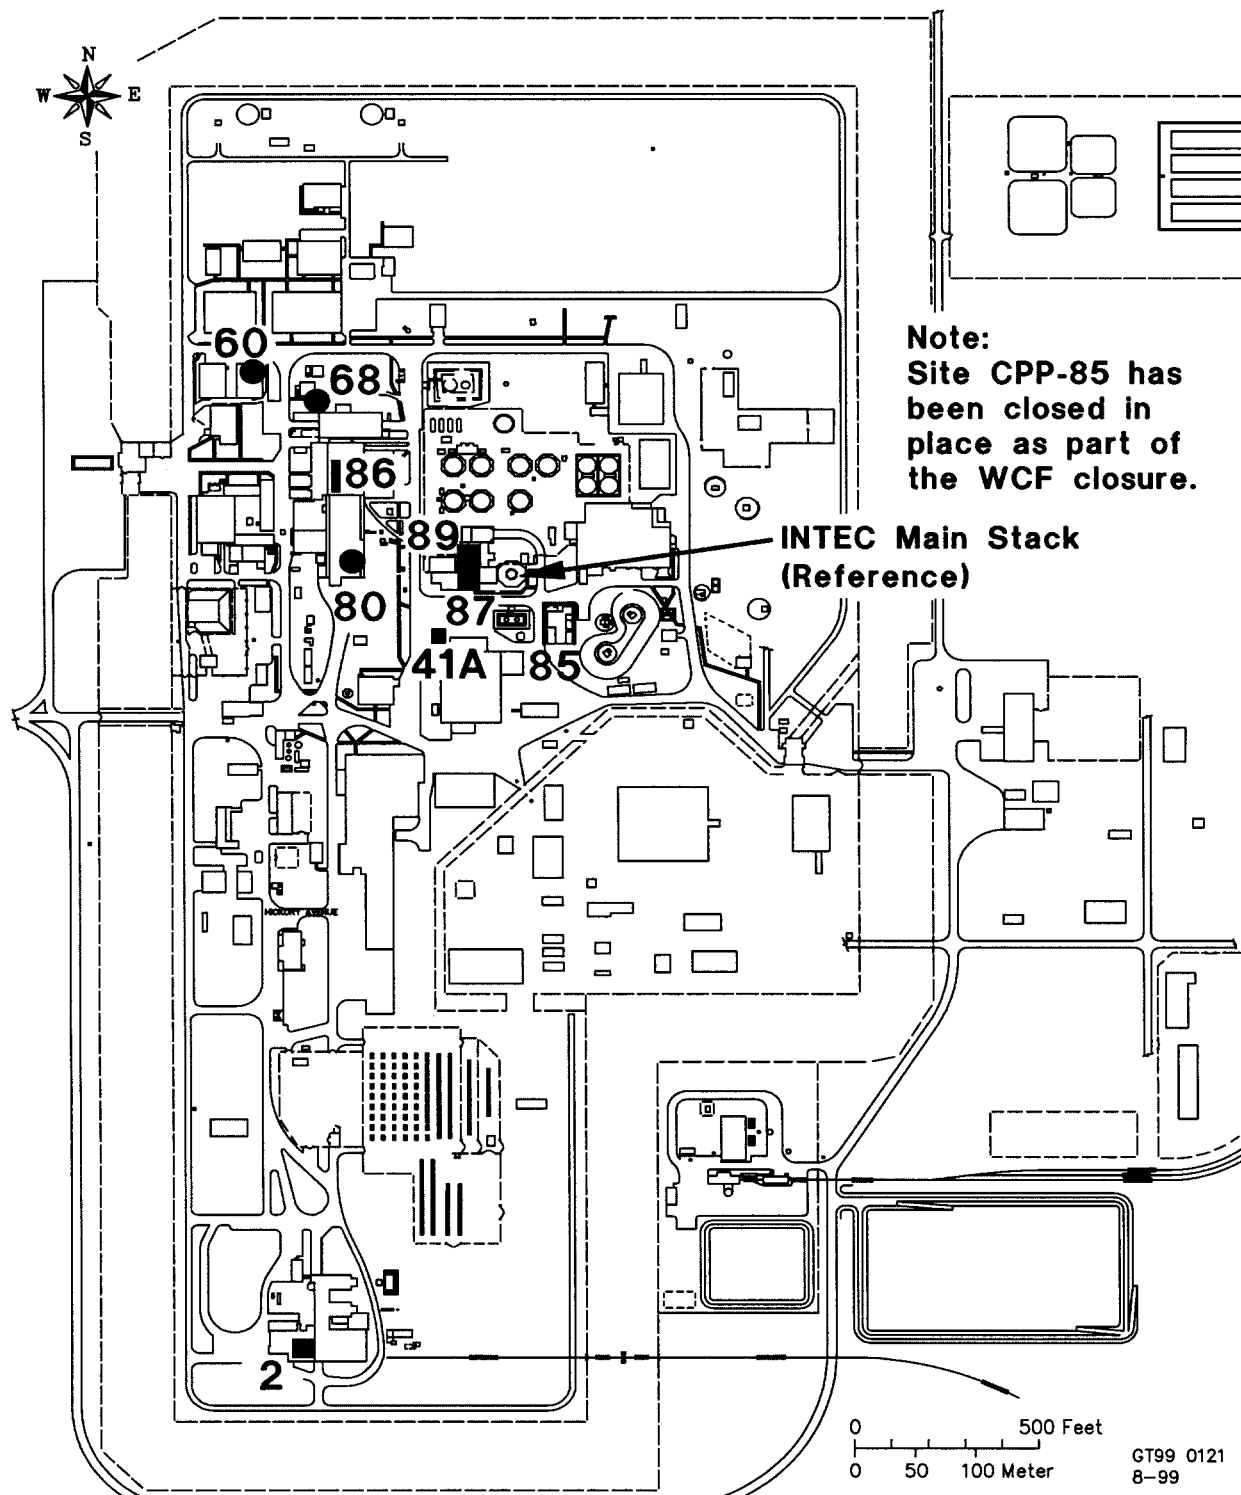 N
W E
S
Note:
Site CPP-85 has
been closed in
place as part of
the WCF closure.
60
68
86
89
INTEC Main Stack
(Reference)
80
87
41A
85
HICKORY AVENUE
2
0 500 Feet
0 50 100 Meter
GT99 0121
8-99